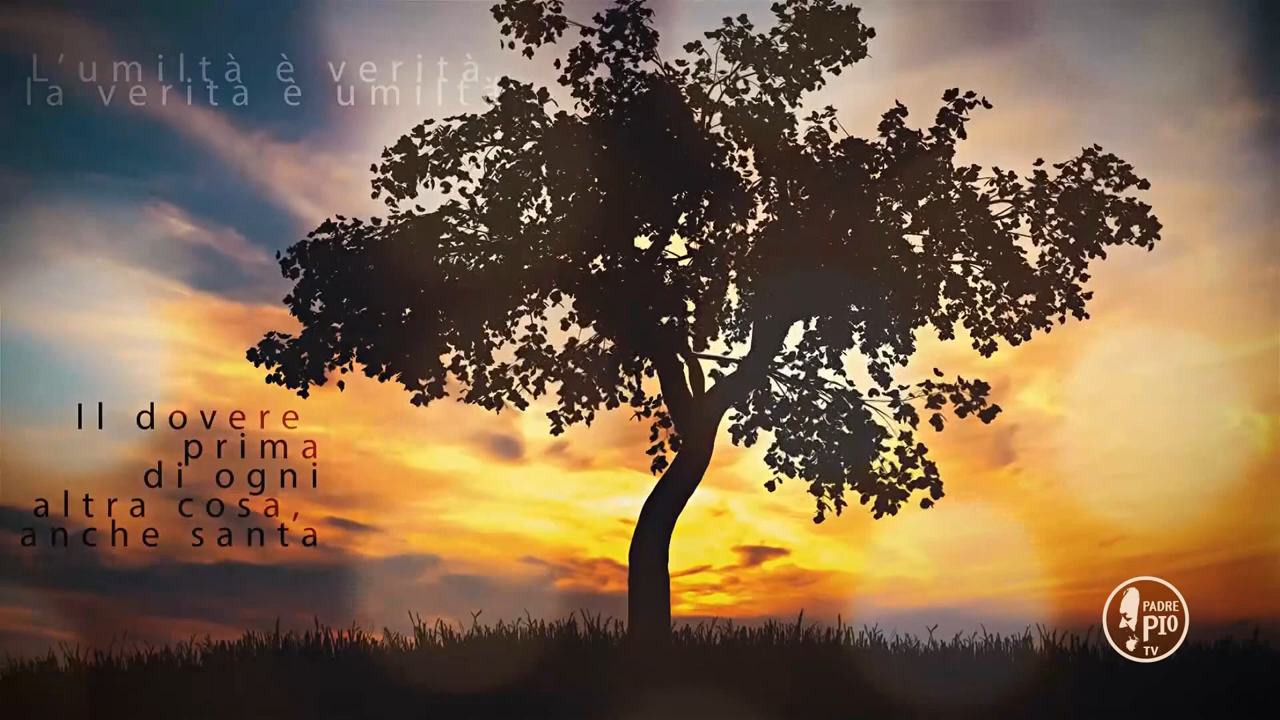 L'umiltà è verità,
la verità è umiltà
Il dovere
prima
di ogni
altra cosa,
anche santa
PADRE
PIO
TV